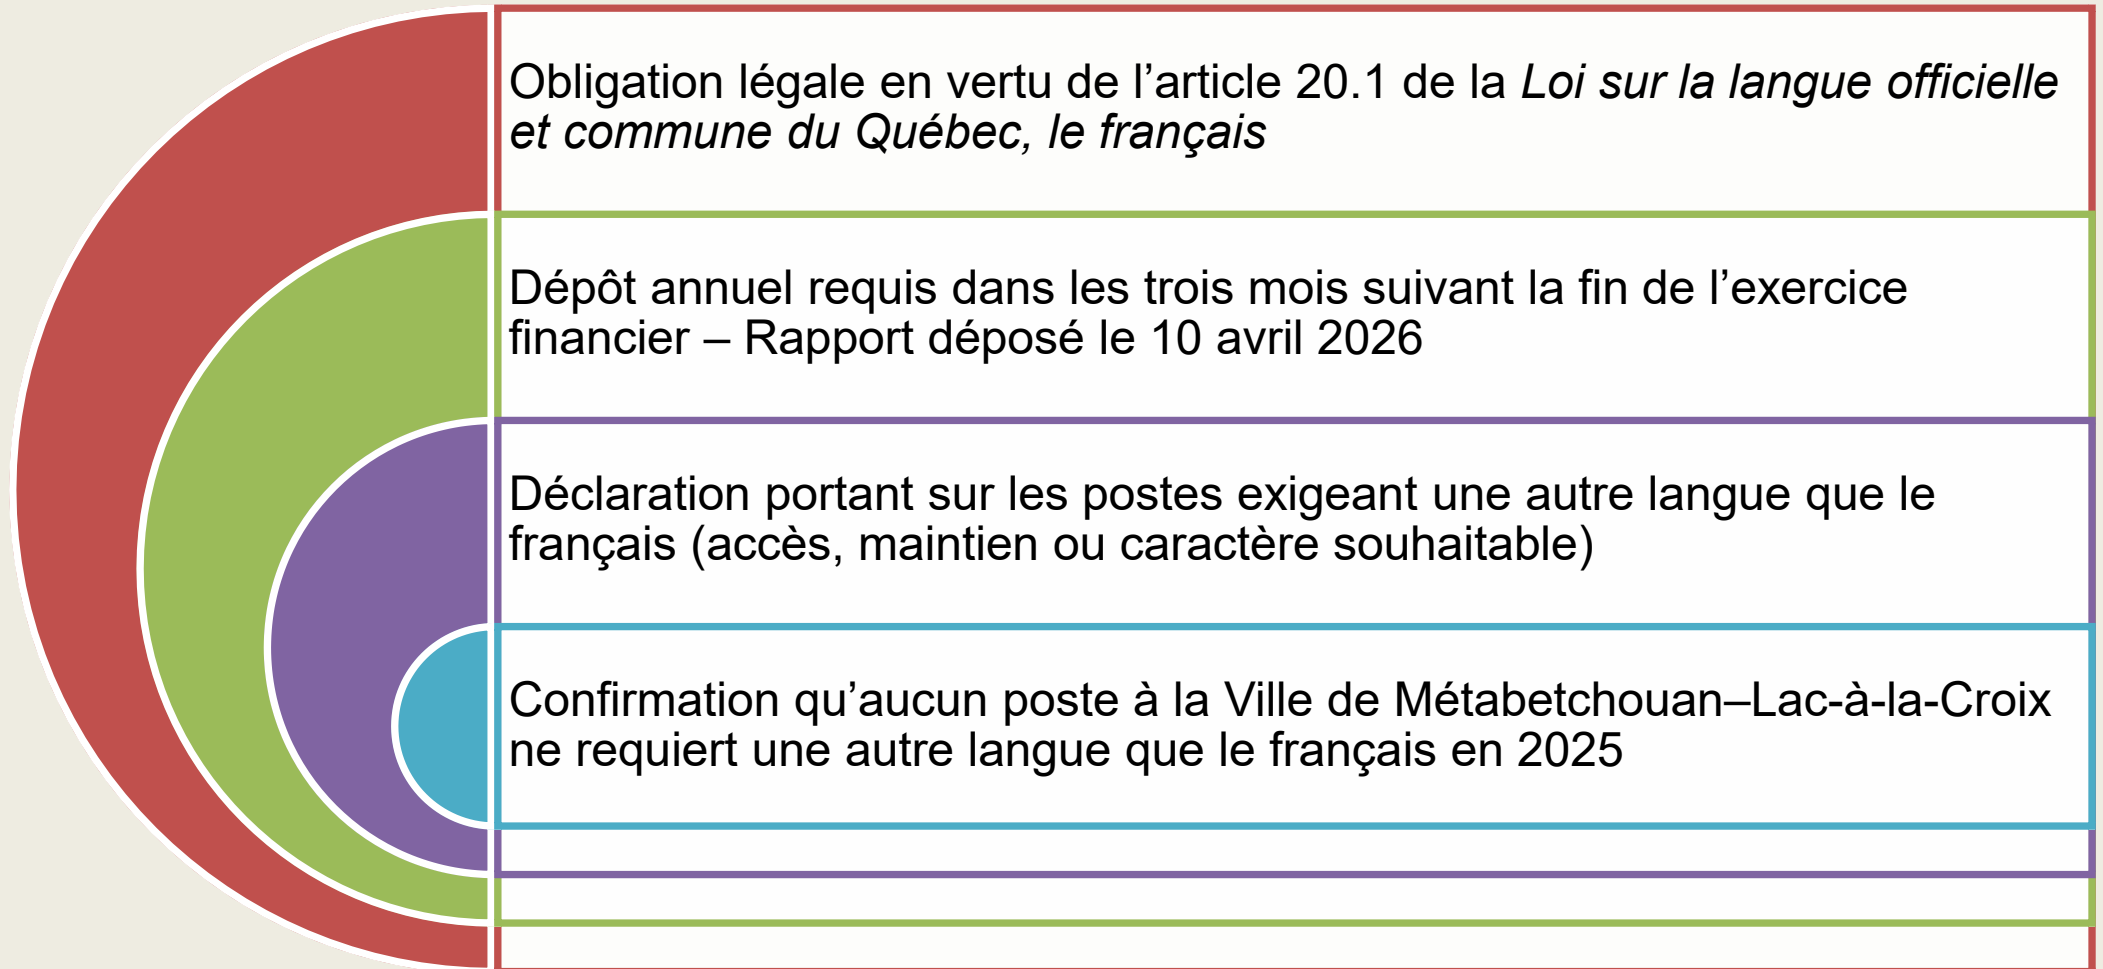 Obligation légale en vertu de l’article 20.1 de la Loi sur la langue officielle
et commune du Québec, le français
Dépôt annuel requis dans les trois mois suivant la fin de l’exercice
financier – Rapport déposé le 10 avril 2026
Déclaration portant sur les postes exigeant une autre langue que le
français (accès, maintien ou caractère souhaitable)
Confirmation qu’aucun poste à la Ville de Métabetchouan–Lac-à-la-Croix
ne requiert une autre langue que le français en 2025